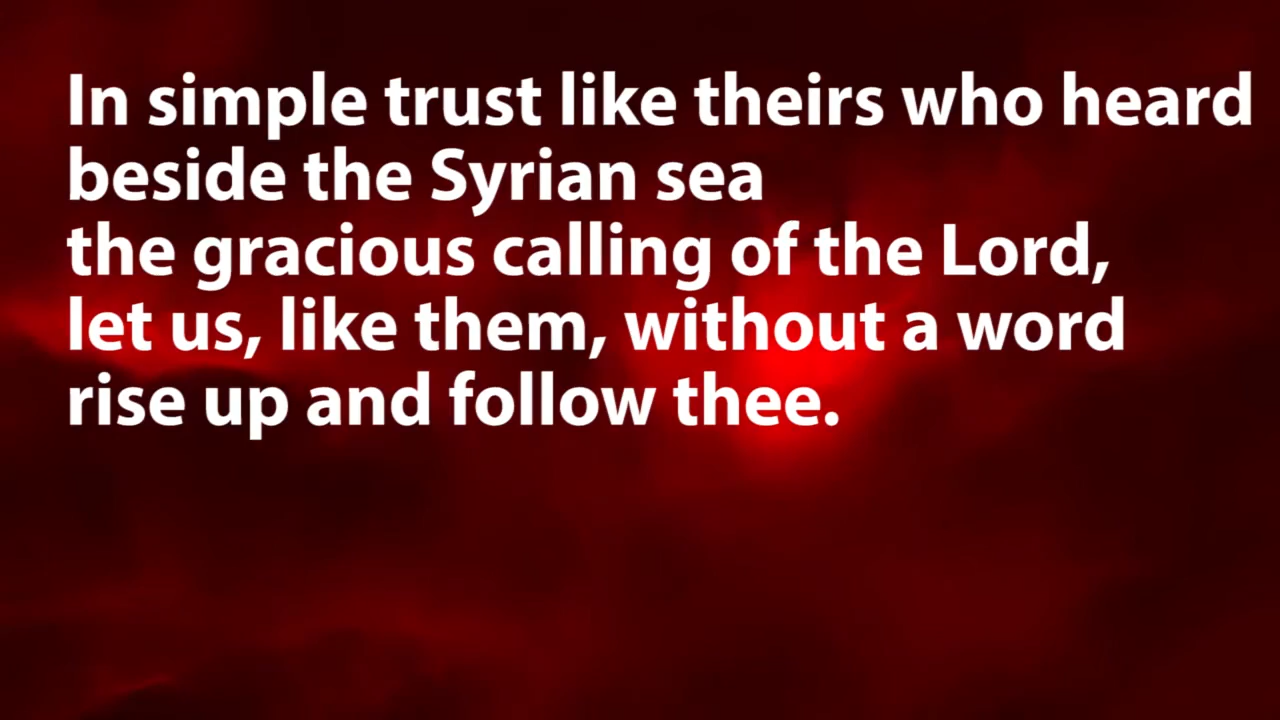 In simple trust like theirs who heard
beside the Syrian sea
the gracious calling of the Lord,
let us, like them, without a word
rise up and follow thee.